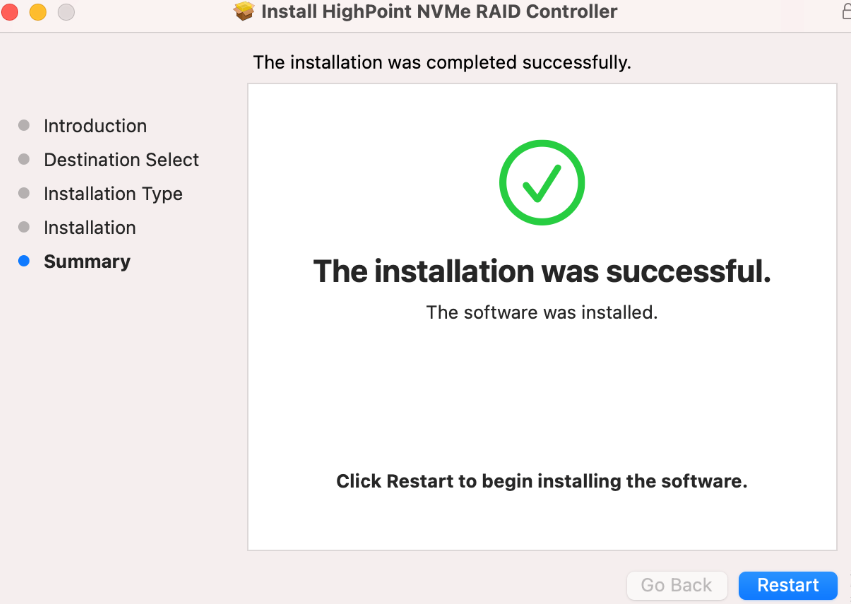 Install HighPoint NVMe RAID Controller
The installation was completed successfully.
Introduction
Destination Select
Installation Type
Installation
Summary
The installation was successful.
The software was installed.
Click Restart to begin installing the software.
Go Back
Restart